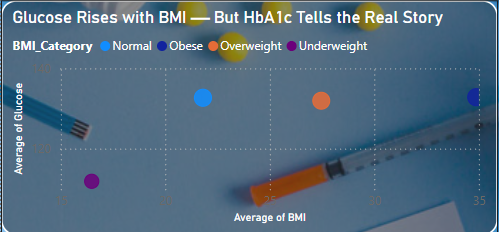 Glucose Rises with BMI — But HbA1c Tells the Real Story
BMI_Category Normal Obese Overweight Underweight
Average of Glucose
100
25
30
35
Average of BMI